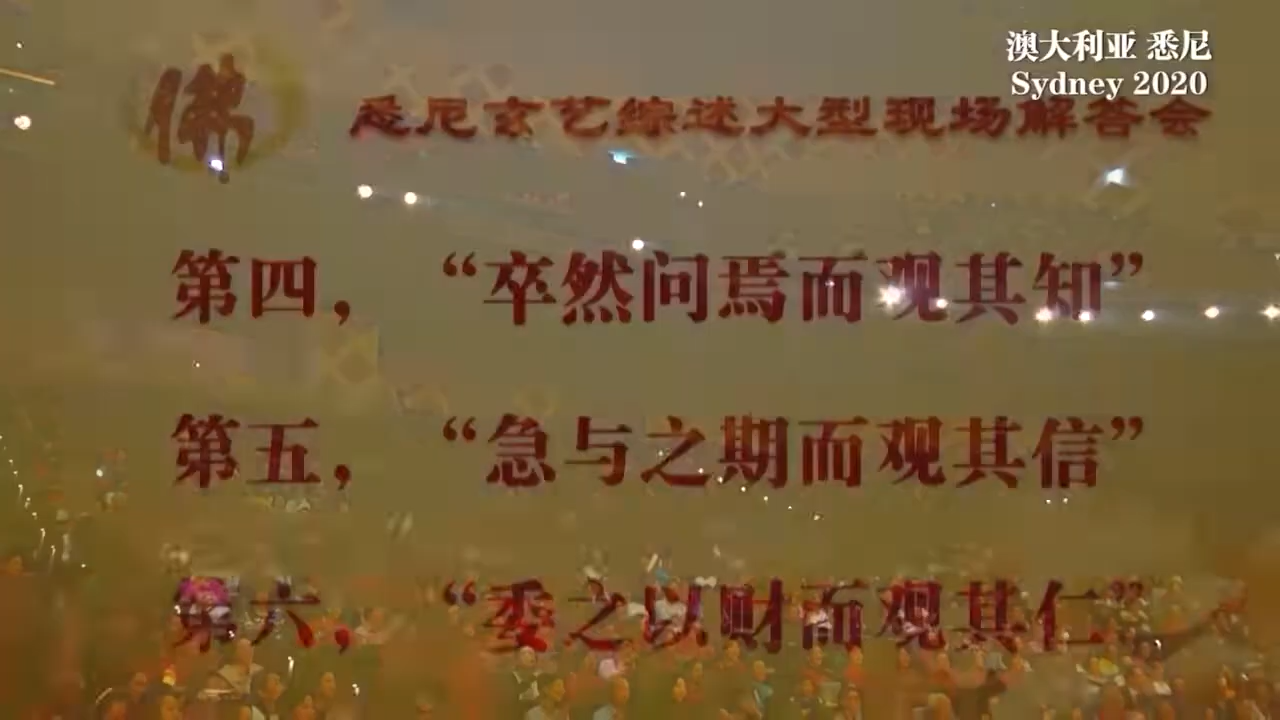 澳大利亚 悉尼
Sydney 2020
佛
悉尼玄艺综述大型现场解答会
第四，“卒然问焉而观其知”
第五，“急与之期而观其信”
第六，“委之以财而观其仁”